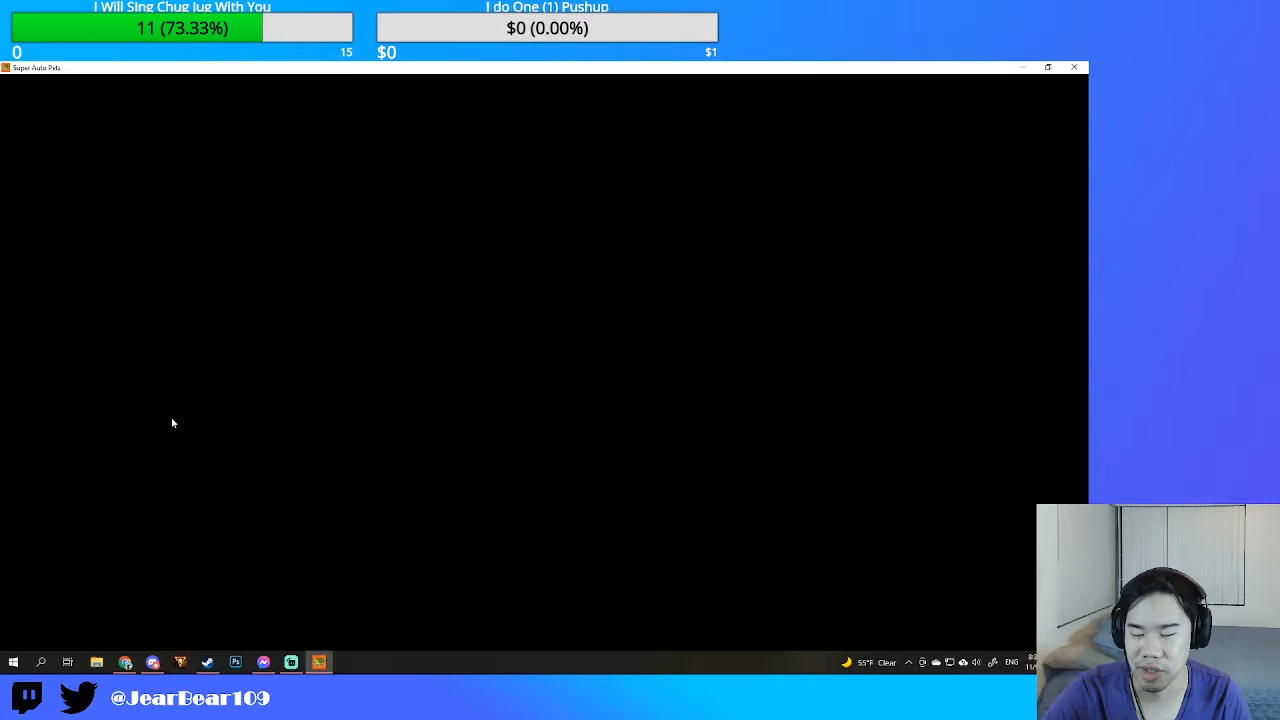 I Will Sing Chug Jug With You
I do One (1) Pushup
11 (73.33%)
$0 (0.00%)
0
15
$0
$1
Super Auto Pets
Ps
55°F Clear
ENG
@JearBear109